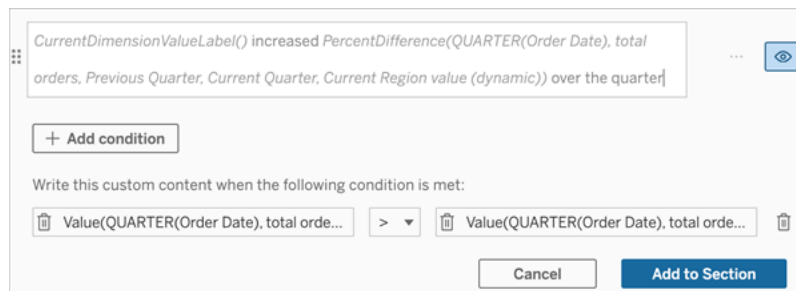 CurrentDimensionValueLabel() increased PercentDifference(QUARTER(Order Date), total
orders, Previous Quarter, Current Quarter, Current Region value (dynamic)) over the quarter
+ Add condition
Write this custom content when the following condition is met:
Value(QUARTER(Order Date), total orde... > Value(QUARTER(Order Date), total orde...
Cancel Add to Section